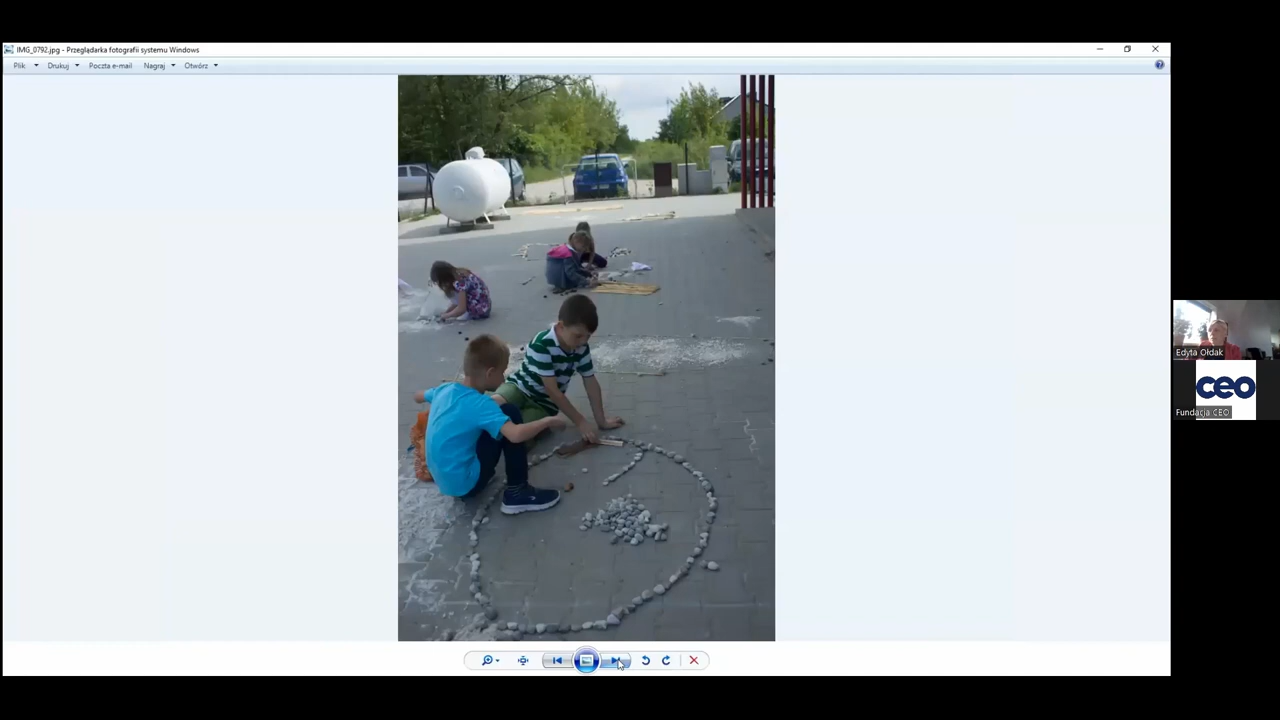 IMG_0792.jpg - Przeglądarka fotografii systemu Windows
Plik Drukuj Poczta e-mail Nagraj Otwórz
Edyta Ołdak
ceo
Fundacja CEO